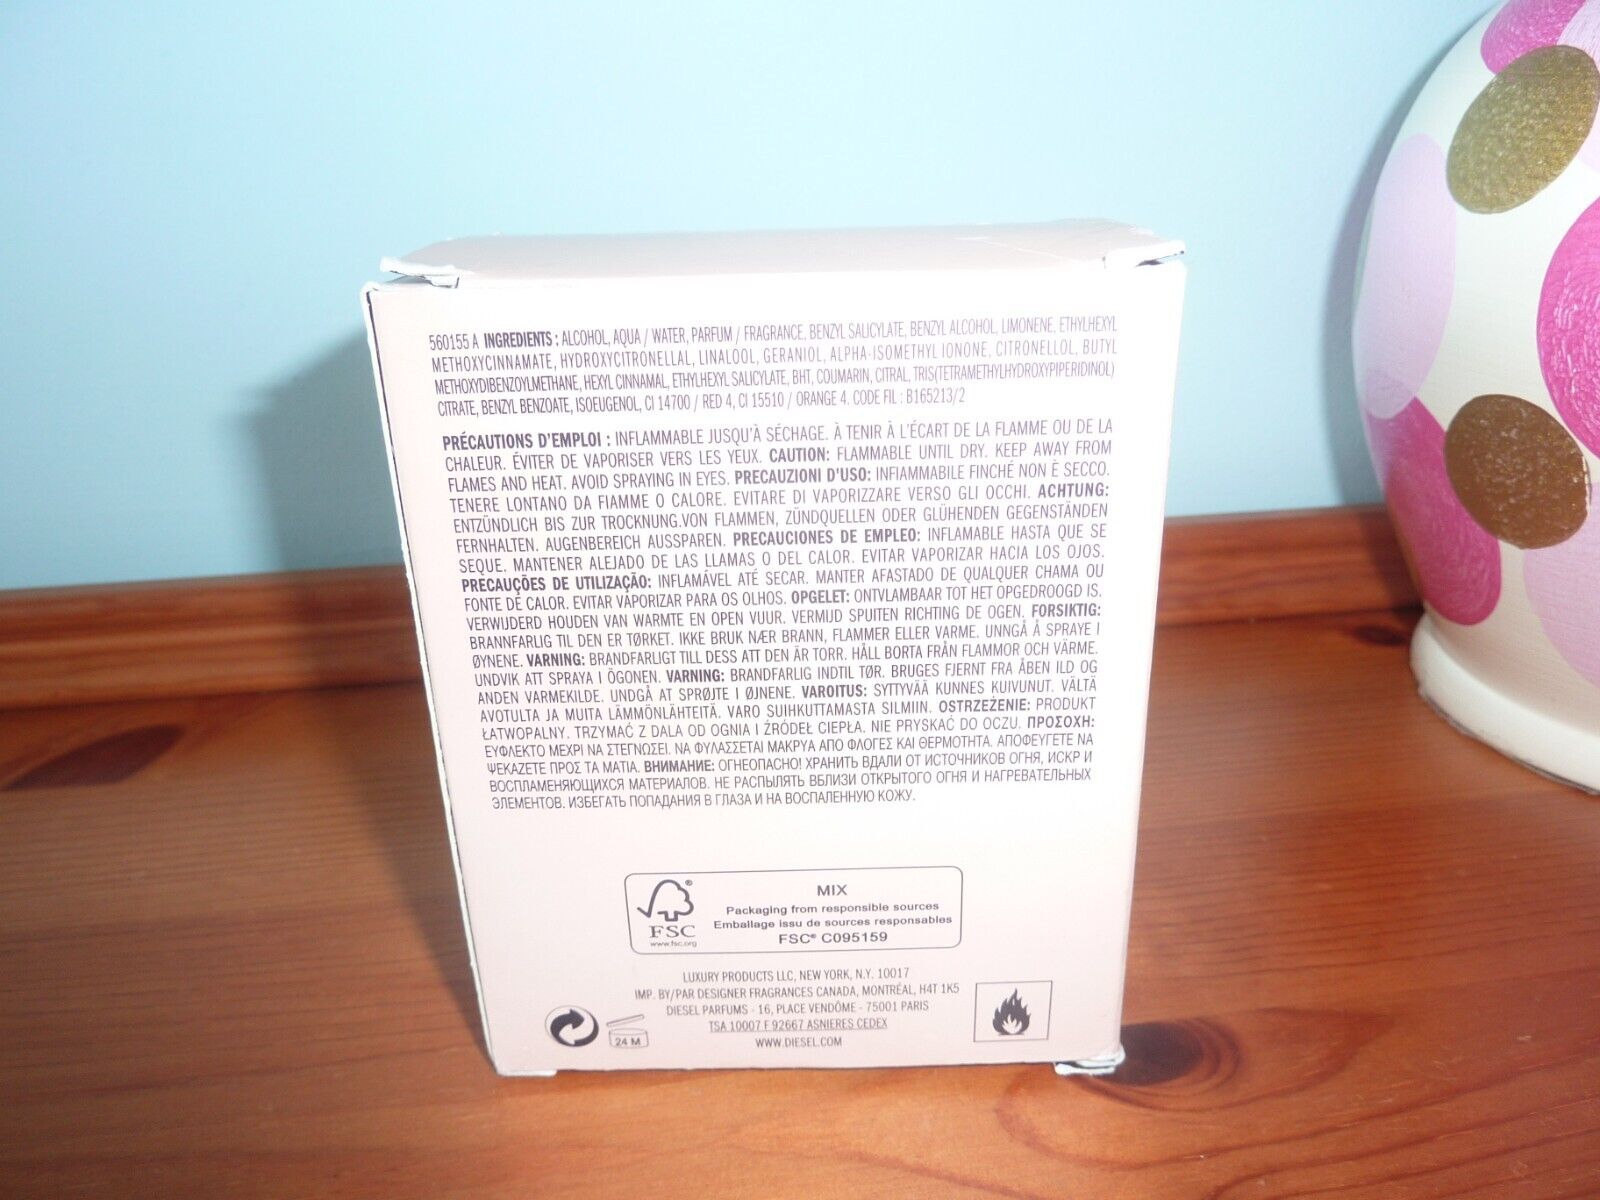 560155 A INGREDIENTS : ALCOHOL, AQUA / WATER, PARFUM / FRAGRANCE, BENZYL SALICYLATE, BENZYL ALCOHOL, LIMONENE, ETHYLHEXYL
METHOXYCINNAMATE, HYDROXYCITRONELLAL, LINALOOL, GERANIOL, ALPHA-ISOMETHYL IONONE, CITRONELLOL, BUTYL
METHOXYDIBENZOYLMETHANE, HEXYL CINNAMAL, ETHYLHEXYL SALICYLATE, BHT, COUMARIN, CITRAL, TRIS(TETRAMETHYLHYDROXYPIPERIDINOL)
CITRATE, BENZYL BENZOATE, ISOEUGENOL, CI 14700 / RED 4, CI 15510 / ORANGE 4. CODE FIL : B165213/2
PRÉCAUTIONS D'EMPLOI : INFLAMMABLE JUSQU'À SÉCHAGE. À TENIR À L'ÉCART DE LA FLAMME OU DE LA
CHALEUR. ÉVITER DE VAPORISER VERS LES YEUX. CAUTION: FLAMMABLE UNTIL DRY. KEEP AWAY FROM
FLAMES AND HEAT. AVOID SPRAYING IN EYES. PRECAUZIONI D'USO: INFIAMMABILE FINCHÉ NON È SECCO.
TENERE LONTANO DA FIAMME O CALORE. EVITARE DI VAPORIZZARE VERSO GLI OCCHI. ACHTUNG:
ENTZÜNDLICH BIS ZUR TROCKNUNG.VON FLAMMEN, ZÜNDQUELLEN ODER GLÜHENDEN GEGENSTÄNDEN
FERNHALTEN. AUGENBEREICH AUSSPAREN. PRECAUCIONES DE EMPLEO: INFLAMABLE HASTA QUE SE
SEQUE. MANTENER ALEJADO DE LAS LLAMAS O DEL CALOR. EVITAR VAPORIZAR HACIA LOS OJOS.
PRECAUÇÕES DE UTILIZAÇÃO: INFLAMÁVEL ATÉ SECAR. MANTER AFASTADO DE QUALQUER CHAMA OU
FONTE DE CALOR. EVITAR VAPORIZAR PARA OS OLHOS. OPGELET: ONTVLAMBAAR TOT HET OPGEDROOGD IS.
VERWIJDERD HOUDEN VAN WARMTE EN OPEN VUUR. VERMIJD SPUITEN RICHTING DE OGEN. FORSIKTIG:
BRANNFARLIG TIL DEN ER TØRKET. IKKE BRUK NÆR BRANN, FLAMMER ELLER VARME. UNNGÅ Å SPRAYE I
ØYNENE. VARNING: BRANDFARLIGT TILL DESS ATT DEN ÄR TORR. HÅLL BORTA FRÅN FLAMMOR OCH VÄRME.
UNDVIK ATT SPRAYA I ÖGONEN. VARNING: BRANDFARLIG INDTIL TØR. BRUGES FJERNT FRA ÅBEN ILD OG
ANDEN VARMEKILDE. UNDGÅ AT SPRØJTE I ØJNENE. VAROITUS: SYTTYVÄÄ KUNNES KUIVUNUT. VÄLTÄ
AVOTULTA JA MUITA LÄMMÖNLÄHTEITÄ. VARO SUIHKUTTAMASTA SILMIIN. OSTRZEŻENIE: PRODUKT
ŁATWOPALNY. TRZYMAĆ Z DALA OD OGNIA I ŹRÓDEŁ CIEPŁA. NIE PRYSKAĆ DO OCZU. ΠΡΟΣΟΧΗ:
ΕΥΦΛΕΚΤΟ ΜΕΧΡΙ ΝΑ ΣΤΕΓΝΩΣΕΙ. ΝΑ ΦΥΛΑΣΣΕΤΑΙ ΜΑΚΡΥΑ ΑΠΟ ΦΛΟΓΕΣ ΚΑΙ ΘΕΡΜΟΤΗΤΑ. ΑΠΟΦΕΥΓΕΤΕ ΝΑ
ΨΕΚΑΖΕΤΕ ΠΡΟΣ ΤΑ ΜΑΤΙΑ. ВНИМАНИЕ: ОГНЕОПАСНО! ХРАНИТЬ ВДАЛИ ОТ ИСТОЧНИКОВ ОГНЯ, ИСКР И
ВОСПЛАМЕНЯЮЩИХСЯ МАТЕРИАЛОВ. НЕ РАСПЫЛЯТЬ ВБЛИЗИ ОТКРЫТОГО ОГНЯ И НАГРЕВАТЕЛЬНЫХ
ЭЛЕМЕНТОВ. ИЗБЕГАТЬ ПОПАДАНИЯ В ГЛАЗА И НА ВОСПАЛЕННУЮ КОЖУ.
MIX
Packaging from responsible sources
Emballage issu de sources responsables
FSC® C095159
®
FSC
www.fsc.org
LUXURY PRODUCTS LLC, NEW YORK, N.Y. 10017
IMP. BY/PAR DESIGNER FRAGRANCES CANADA, MONTRÉAL, H4T 1K5
DIESEL PARFUMS - 16, PLACE VENDÔME - 75001 PARIS
TSA 10007 F 92667 ASNIERES CEDEX
WWW.DIESEL.COM
24 M